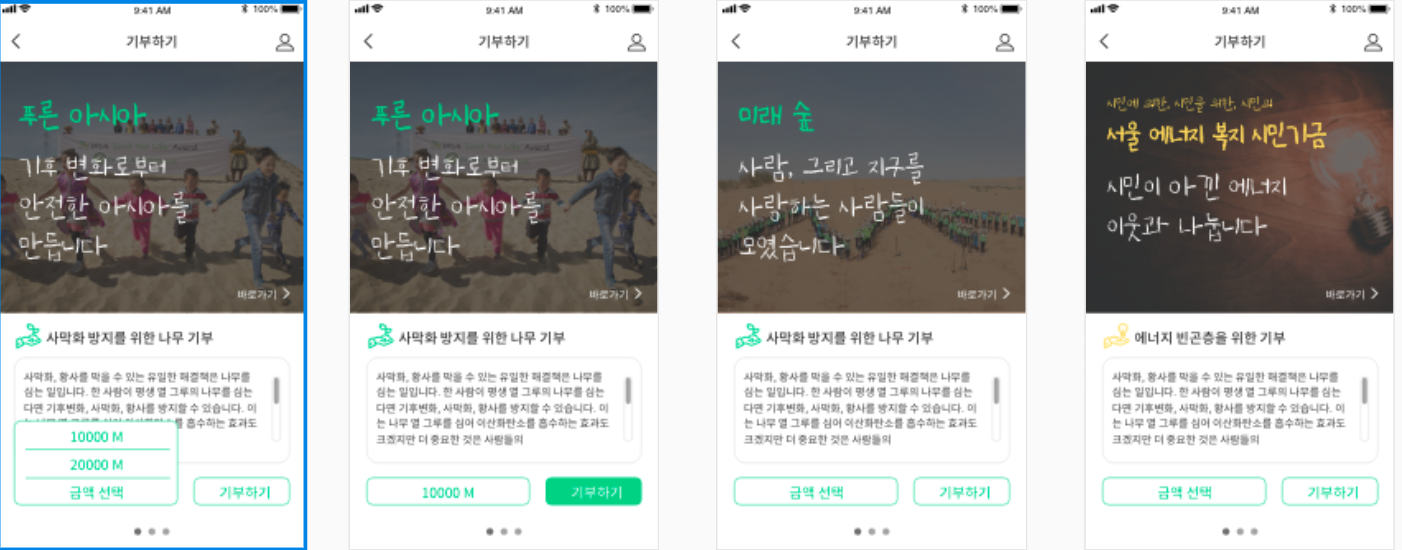 9:41 AM
100%
기부하기
푸른 아시아
기후 변화로부터
안전한 아시아를
만듭니다
바로가기
사막화 방지를 위한 나무 기부
사막화, 황사를 막을 수 있는 유일한 해결책은 나무를
심는 일입니다. 한 사람이 평생 열 그루의 나무를 심는
다면 기후변화, 사막화, 황사를 방지할 수 있습니다. 이
를 흡수하는 효과도
10000 M
20000 M
금액 선택
기부하기
9:41 AM
100%
기부하기
푸른 아시아
기후 변화로부터
안전한 아시아를
만듭니다
바로가기
사막화 방지를 위한 나무 기부
사막화, 황사를 막을 수 있는 유일한 해결책은 나무를
심는 일입니다. 한 사람이 평생 열 그루의 나무를 심는
다면 기후변화, 사막화, 황사를 방지할 수 있습니다. 이
는 나무 열 그루를 심어 이산화탄소를 흡수하는 효과도
크겠지만 더 중요한 것은 사람들의
10000 M
기부하기
9:41 AM
100%
기부하기
미래 숲
사람, 그리고 지구를
사랑하는 사람들이
모였습니다
바로가기
사막화 방지를 위한 나무 기부
사막화, 황사를 막을 수 있는 유일한 해결책은 나무를
심는 일입니다. 한 사람이 평생 열 그루의 나무를 심는
다면 기후변화, 사막화, 황사를 방지할 수 있습니다. 이
는 나무 열 그루를 심어 이산화탄소를 흡수하는 효과도
크겠지만 더 중요한 것은 사람들의
금액 선택
기부하기
9:41 AM
100%
기부하기
시민에 의한, 시민을 위한, 시민의
서울 에너지 복지 시민기금
시민이 아낀 에너지
이웃과 나눕니다
바로가기
에너지 빈곤층을 위한 기부
사막화, 황사를 막을 수 있는 유일한 해결책은 나무를
심는 일입니다. 한 사람이 평생 열 그루의 나무를 심는
다면 기후변화, 사막화, 황사를 방지할 수 있습니다. 이
는 나무 열 그루를 심어 이산화탄소를 흡수하는 효과도
크겠지만 더 중요한 것은 사람들의
금액 선택
기부하기